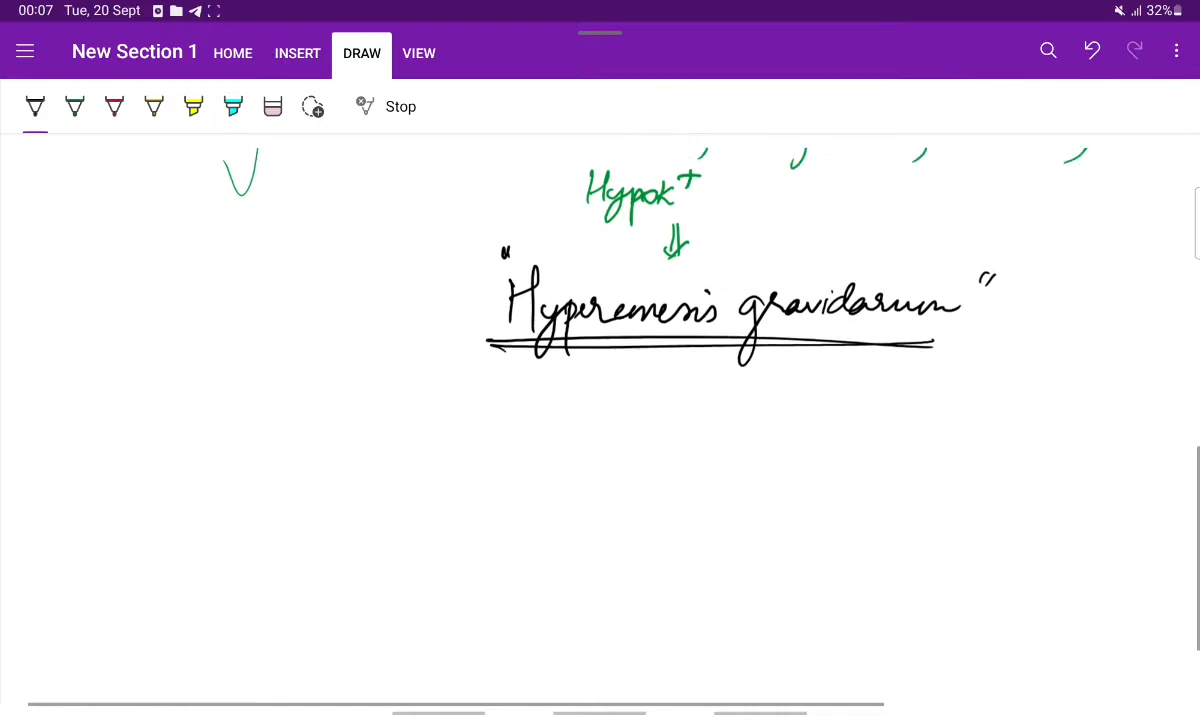 00:07 Tue, 20 Sept 32%
New Section 1 HOME INSERT DRAW VIEW
Stop
Hypok+
"Hyperemesis gravidarum"